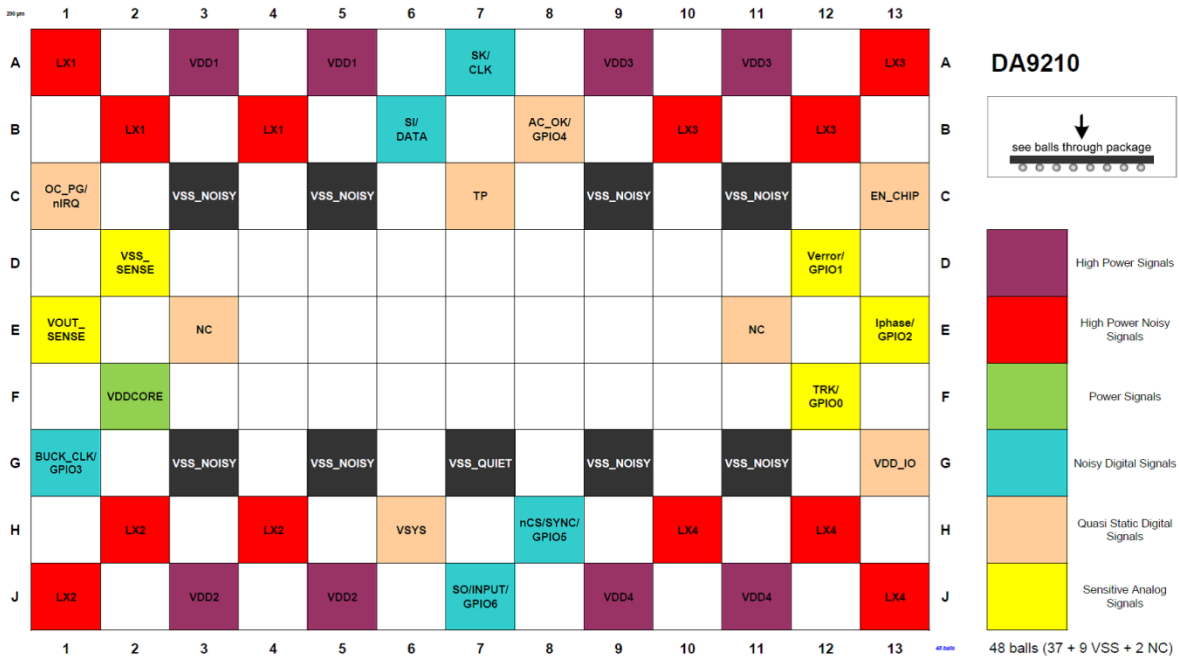 290 µm 1 2 3 4 5 6 7 8 9 10 11 12 13
A LX1 VDD1 VDD1 SK/ VDD3 VDD3 LX3 A
CLK
DA9210
B LX1 LX1 SI/ AC_OK/ LX3 LX3 B
DATA GPIO4
see balls through package
C OC_PG/ VSS_NOISY VSS_NOISY TP VSS_NOISY VSS_NOISY EN_CHIP C
nIRQ
D VSS_ Verror/ D
SENSE GPIO1
High Power Signals
E VOUT_ NC NC Iphase/ E
SENSE GPIO2
High Power Noisy
Signals
F VDDCORE TRK/ F
GPIO0
Power Signals
G BUCK_CLK/ VSS_NOISY VSS_NOISY VSS_QUIET VSS_NOISY VSS_NOISY VDD_IO G
GPIO3
Noisy Digital Signals
H LX2 LX2 VSYS nCS/SYNC/ LX4 LX4 H
GPIO5
Quasi Static Digital
Signals
J LX2 VDD2 VDD2 SO/INPUT/ VDD4 VDD4 LX4 J
GPIO6
Sensitive Analog
Signals
1 2 3 4 5 6 7 8 9 10 11 12 13 48 balls
48 balls (37 + 9 VSS + 2 NC)